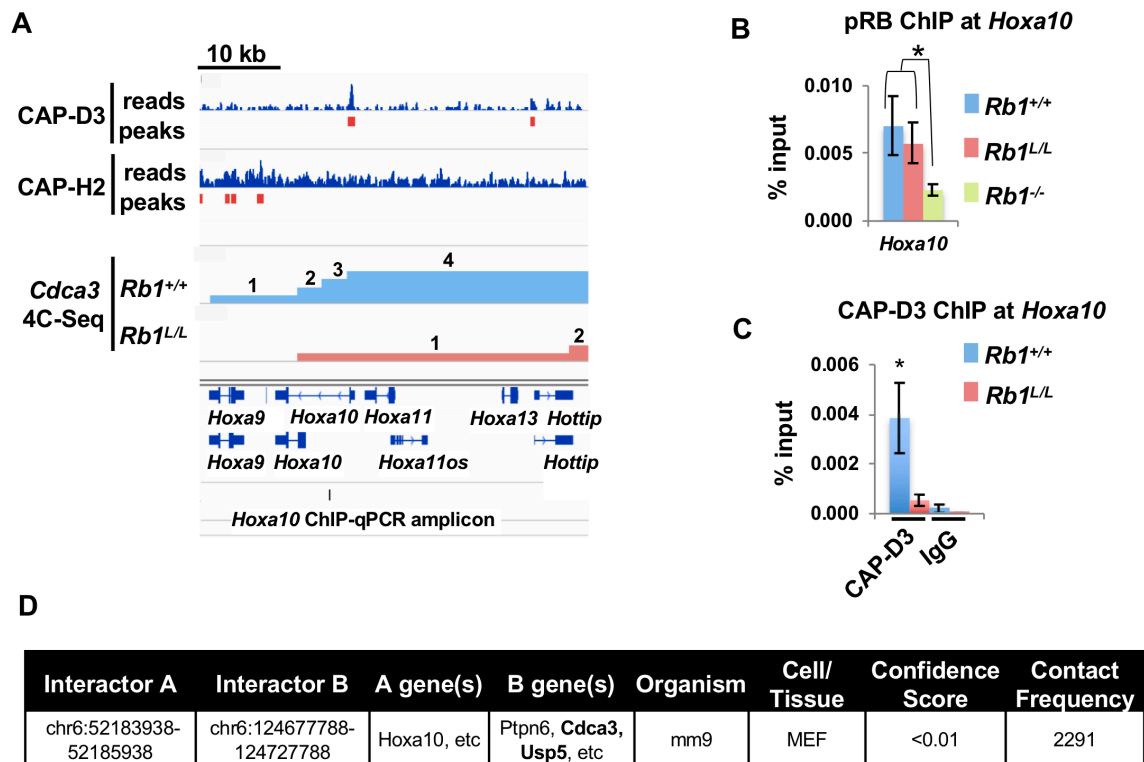 A
10 kb
CAP-D3
reads
peaks
CAP-H2
reads
peaks
Cdca3
4C-Seq
Rb1+/+
1
2
3
4
Rb1L/L
1
2
Hoxa9
Hoxa10
Hoxa11
Hoxa13
Hottip
Hoxa9
Hoxa10
Hoxa11os
Hottip
Hoxa10 ChIP-qPCR amplicon
B
pRB ChIP at Hoxa10
*
% input
0.010
0.005
0.000
Hoxa10
Rb1+/+
Rb1L/L
Rb1-/-
C
CAP-D3 ChIP at Hoxa10
*
% input
0.006
0.004
0.002
0.000
CAP-D3
IgG
Rb1+/+
Rb1L/L
D
Interactor A
Interactor B
A gene(s)
B gene(s)
Organism
Cell/
Tissue
Confidence
Score
Contact
Frequency
chr6:52183938-
52185938
chr6:124677788-
124727788
Hoxa10, etc
Ptpn6, Cdca3,
Usp5, etc
mm9
MEF
<0.01
2291